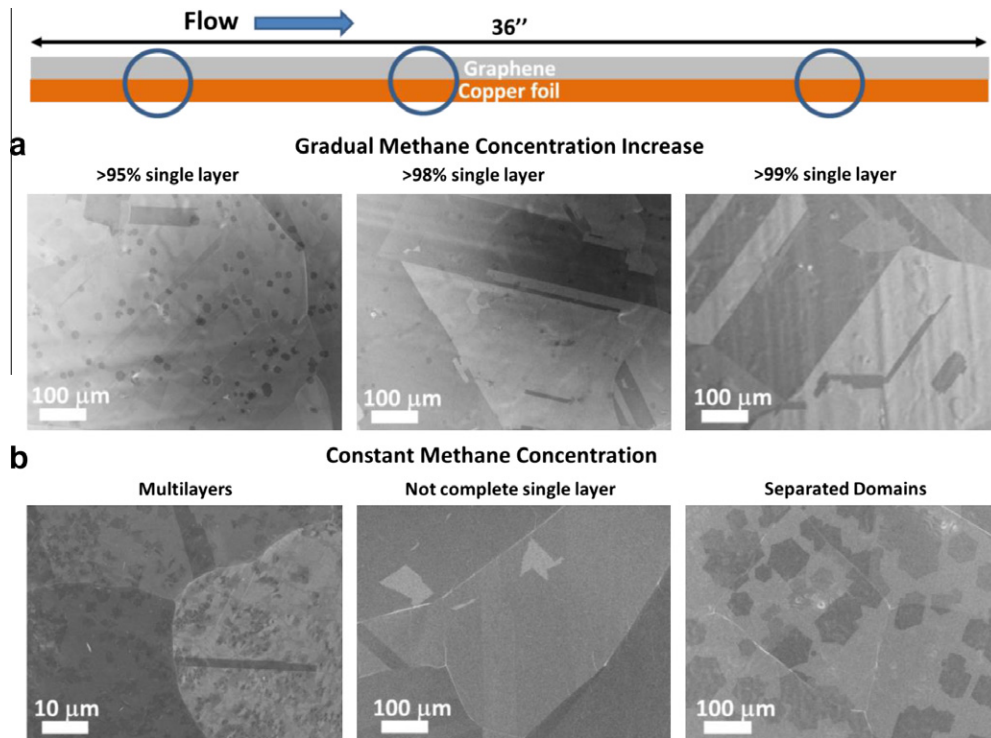 Flow
36’’
Graphene
Copper foil
a
Gradual Methane Concentration Increase
>95% single layer
>98% single layer
>99% single layer
100 μm
100 μm
100 μm
b
Constant Methane Concentration
Multilayers
Not complete single layer
Separated Domains
10 μm
100 μm
100 μm